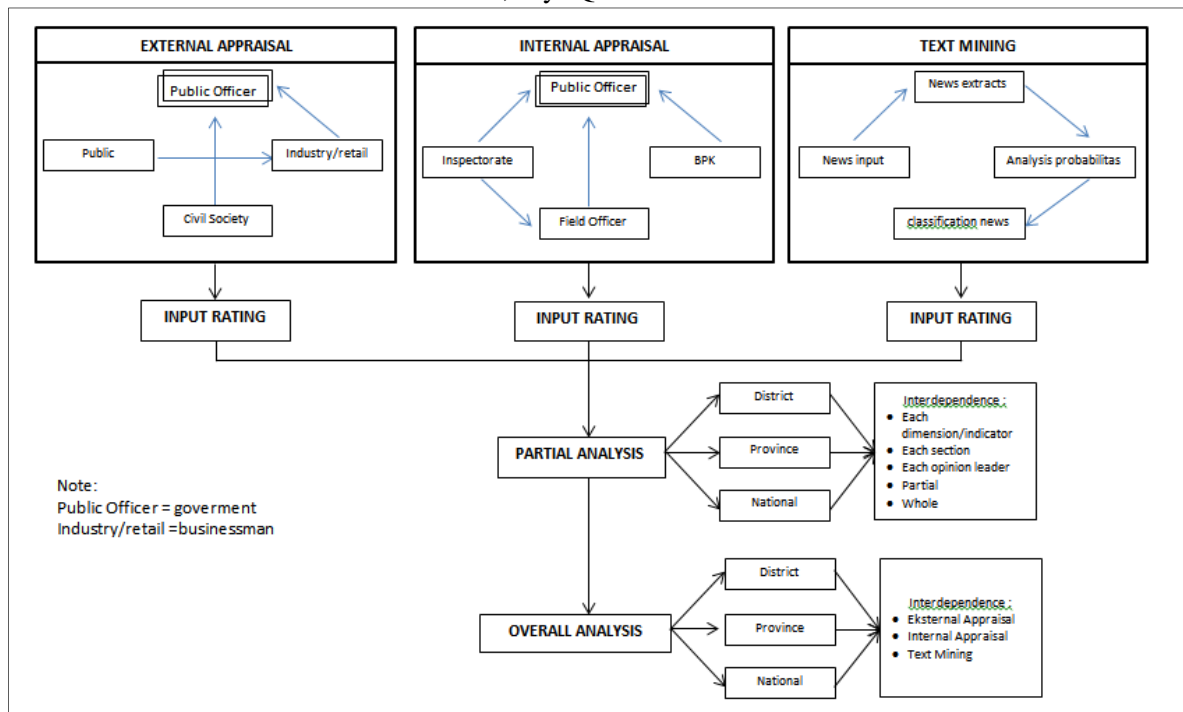 EXTERNAL APPRAISAL
Public Officer
Public
Industry/retail
Civil Society
INTERNAL APPRAISAL
Public Officer
Inspectorate
BPK
Field Officer
TEXT MINING
News extracts
News input
Analysis probabilitas
classification news
INPUT RATING
INPUT RATING
INPUT RATING
PARTIAL ANALYSIS
District
Province
National
Interdependence :
• Each
dimension/indicator
• Each section
• Each opinion leader
• Partial
• Whole
Note:
Public Officer = goverment
Industry/retail =businessman
OVERALL ANALYSIS
District
Province
National
Interdependence :
• Eksternal Appraisal
• Internal Appraisal
• Text Mining